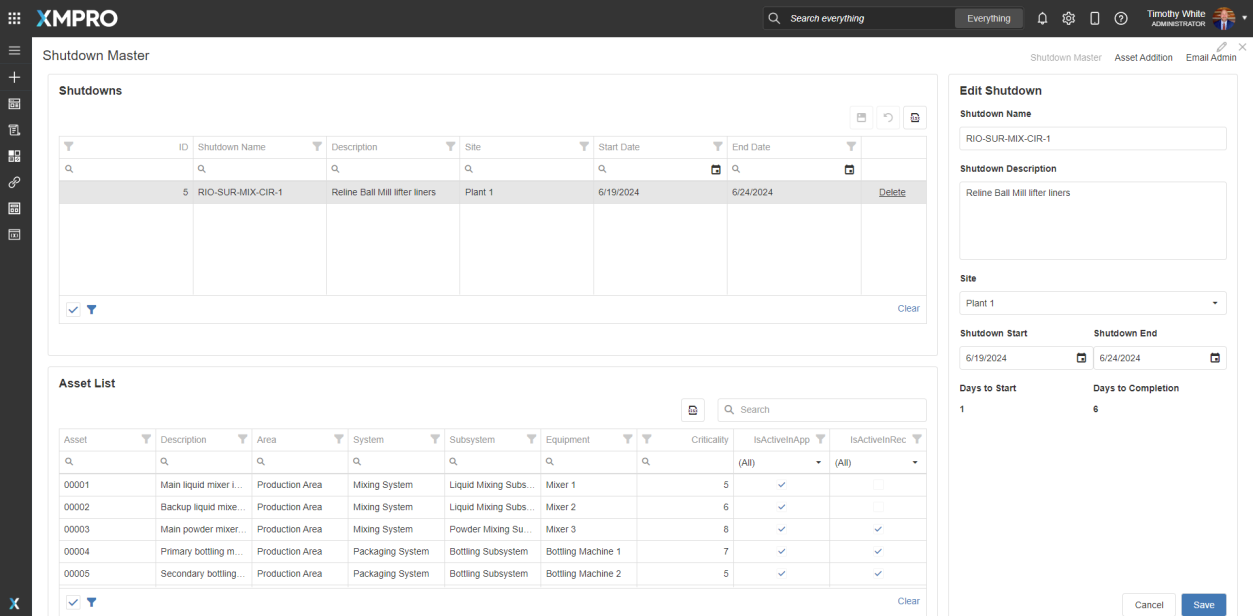 XMPRO
Search everything
Everything
Timothy White
ADMINISTRATOR
Shutdown Master
Shutdown Master Asset Addition Email Admin
Shutdowns
ID Shutdown Name Description Site Start Date End Date
5 RIO-SUR-MIX-CIR-1 Reline Ball Mill lifter liners Plant 1 6/19/2024 6/24/2024 Delete
Clear
Asset List
Search
Asset Description Area System Subsystem Equipment Criticality IsActiveInApp IsActiveInRec
(All) (All)
00001 Main liquid mixer i... Production Area Mixing System Liquid Mixing Subs... Mixer 1 5
00002 Backup liquid mixe... Production Area Mixing System Liquid Mixing Subs... Mixer 2 6
00003 Main powder mixer... Production Area Mixing System Powder Mixing Su... Mixer 3 8
00004 Primary bottling m... Production Area Packaging System Bottling Subsystem Bottling Machine 1 7
00005 Secondary bottling... Production Area Packaging System Bottling Subsystem Bottling Machine 2 5
Clear
Edit Shutdown
Shutdown Name
RIO-SUR-MIX-CIR-1
Shutdown Description
Reline Ball Mill lifter liners
Site
Plant 1
Shutdown Start Shutdown End
6/19/2024 6/24/2024
Days to Start Days to Completion
1 6
Cancel Save